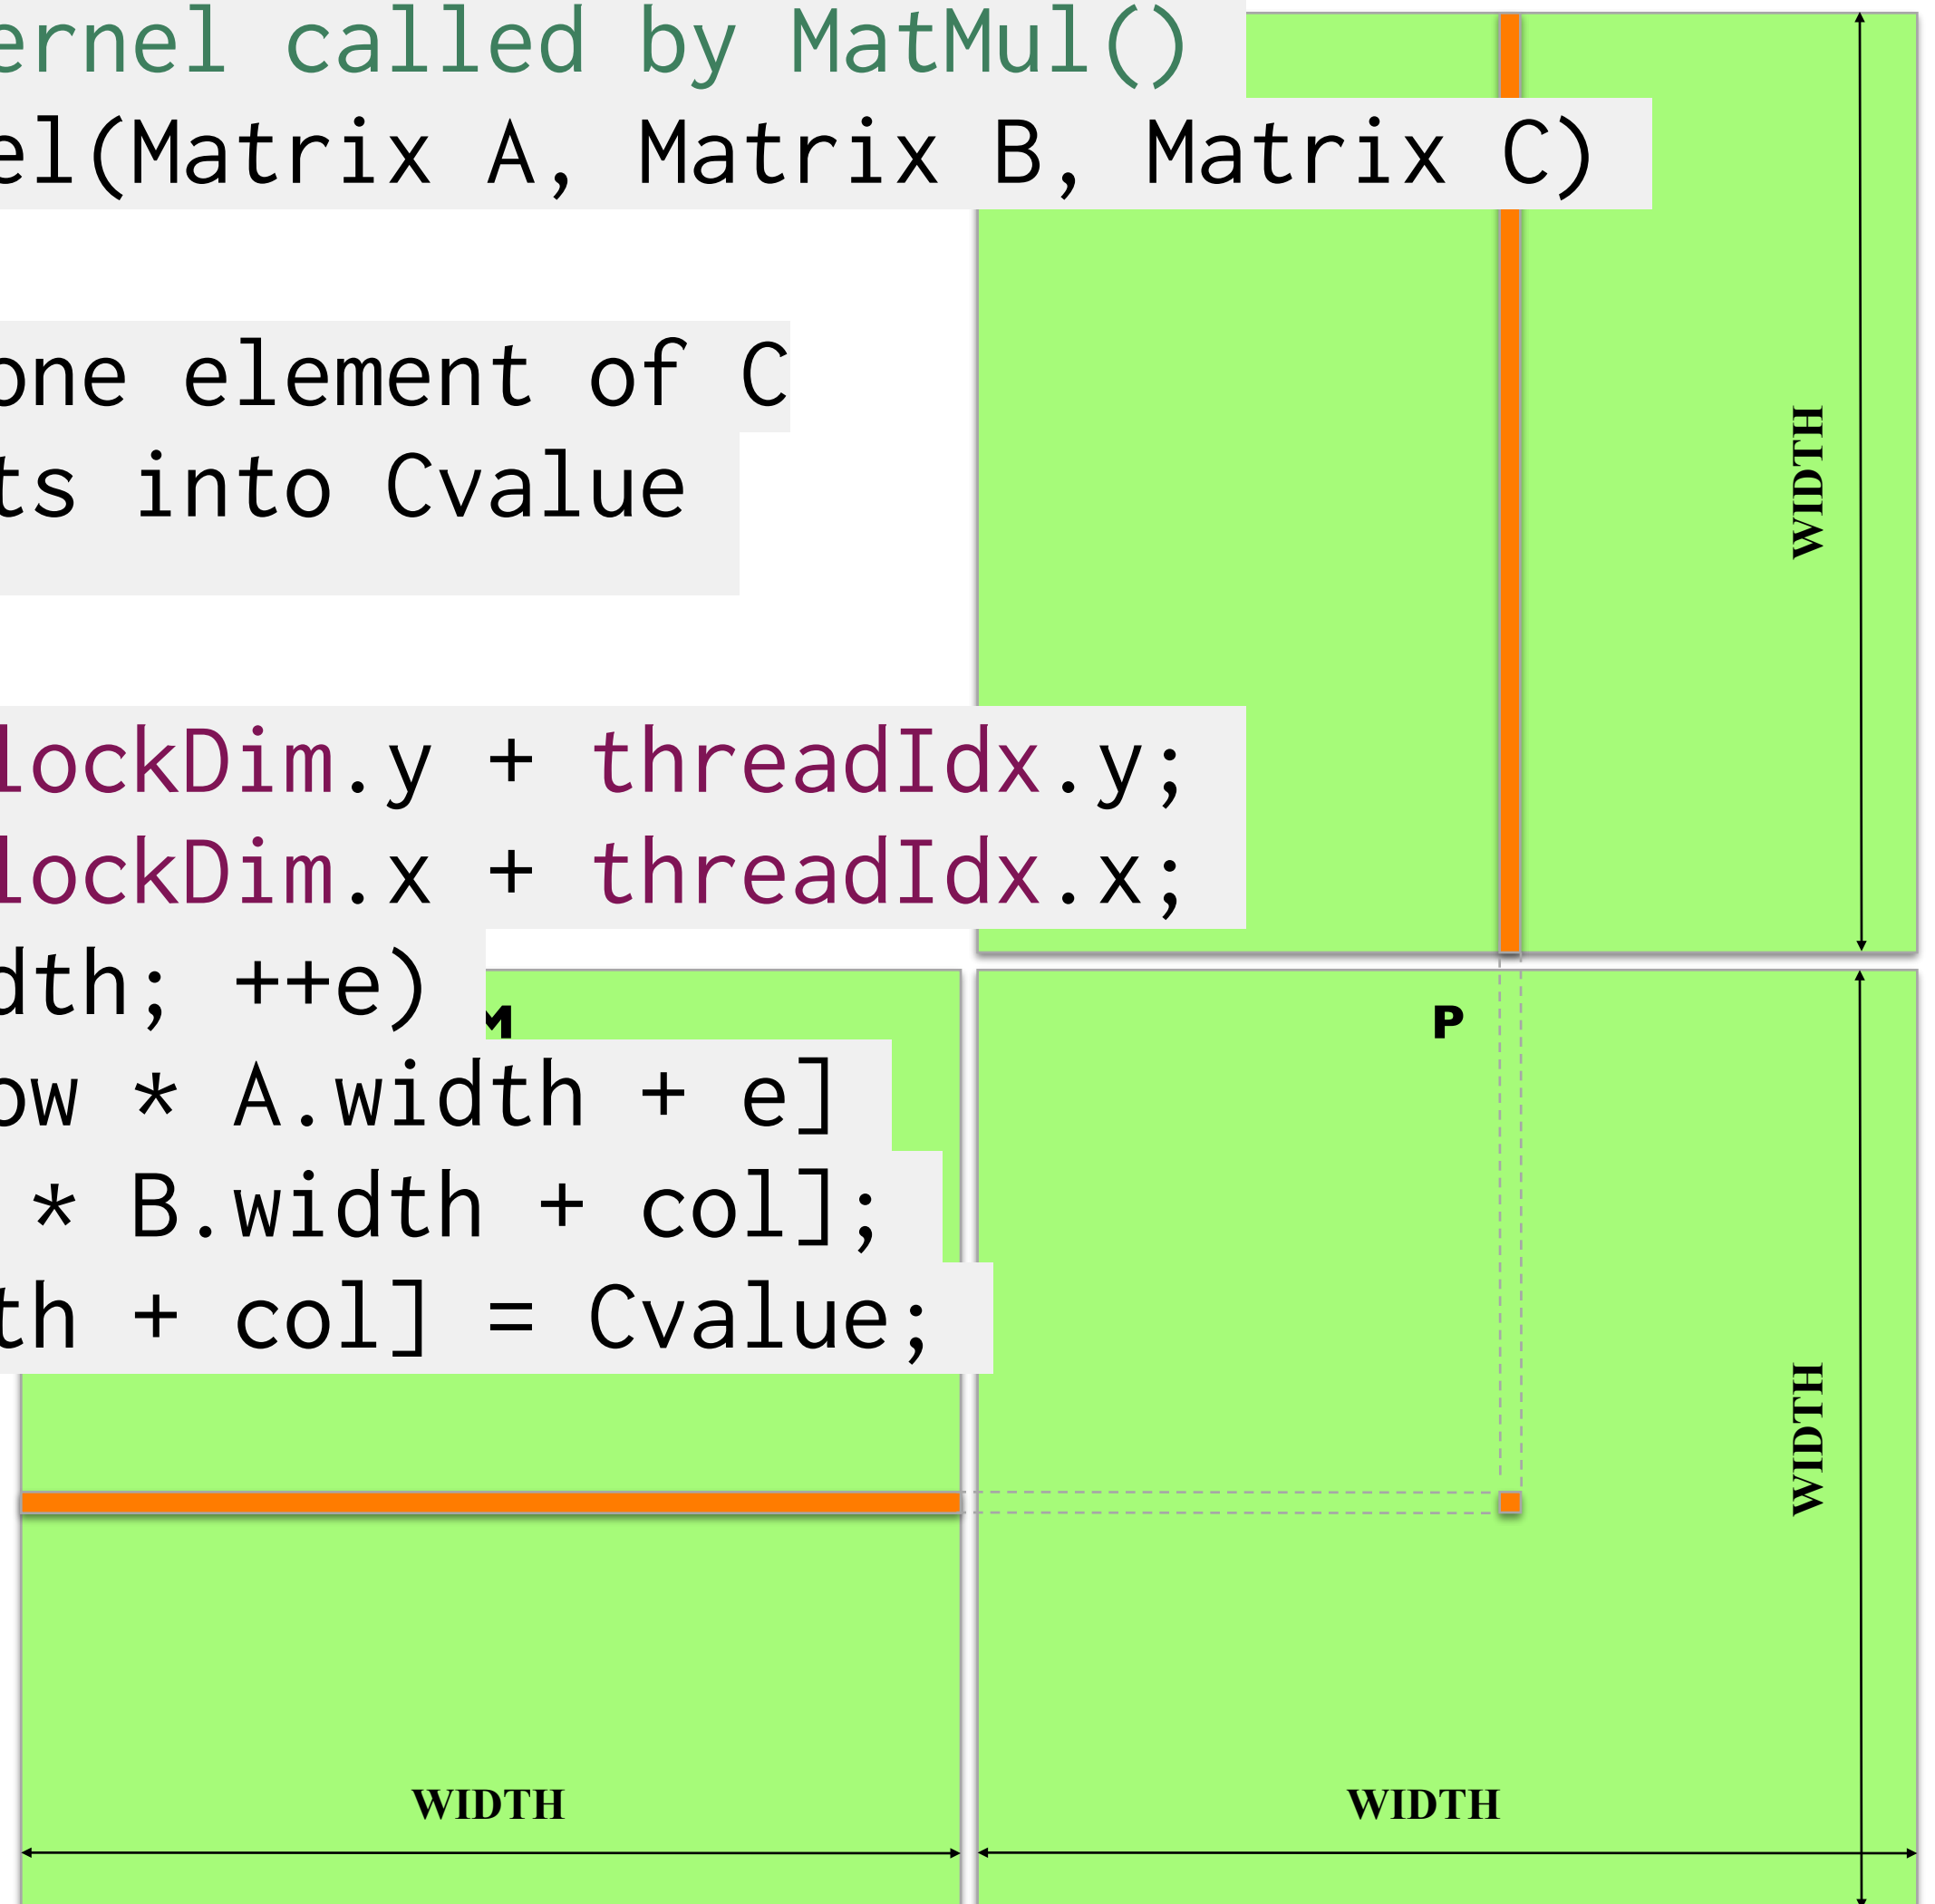 ernel called by MatMul()
el(Matrix A, Matrix B, Matrix C)
one element of C
ts into Cvalue
WIDTH
lockDim.y + threadIdx.y;
lockDim.x + threadIdx.x;
dth; ++e)
M
P
ow * A.width + e]
* B.width + col];
th + col] = Cvalue;
WIDTH
WIDTH
WIDTH